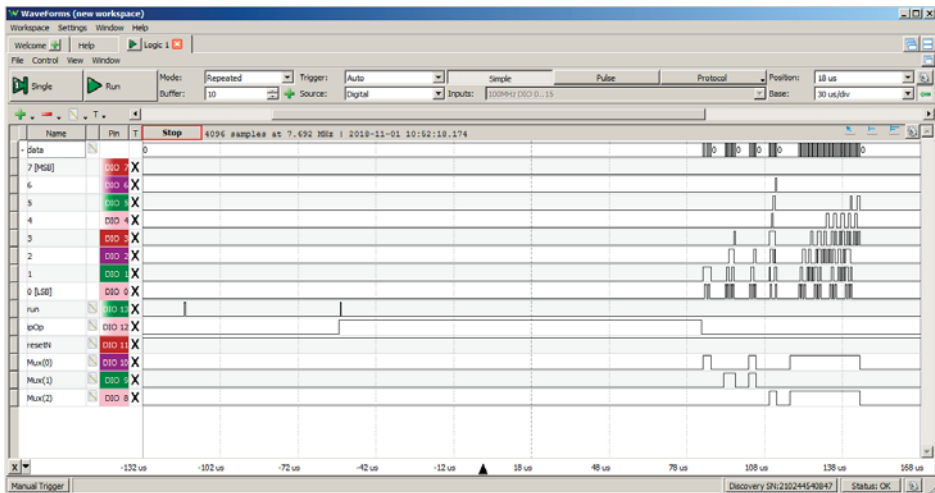 WaveForms (new workspace)
Workspace Settings Window Help
Welcome Help Logic 1
File Control View Window
Single Run Mode: Repeated Trigger: Auto Simple Pulse Protocol Position: 18 us
Buffer: 10 Source: Digital Inputs: 100MHz DIO 0...15 Base: 30 us/div
T
Name Pin T Stop 4096 samples at 7.692 MHz | 2018-11-01 10:52:18.174
data 0 0 0 0 0 0
7 [MSB] DIO 7 X
6 DIO 6 X
5 DIO 5 X
4 DIO 4 X
3 DIO 3 X
2 DIO 2 X
1 DIO 1 X
0 [LSB] DIO 0 X
run DIO 13 X
ipOp DIO 12 X
resetN DIO 11 X
Mux(0) DIO 10 X
Mux(1) DIO 9 X
Mux(2) DIO 8 X
X -132 us -102 us -72 us -42 us -12 us 18 us 48 us 78 us 108 us 138 us 168 us
Manual Trigger Discovery SN:210244540847 Status: OK